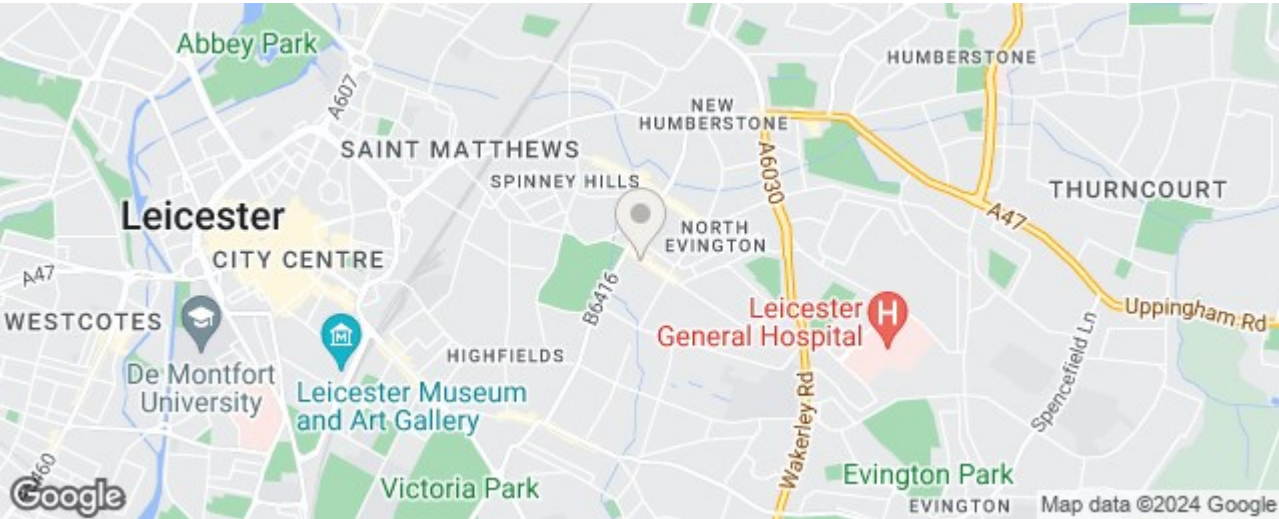 Abbey Park
A607
HUMBERSTONE
NEW
HUMBERSTONE
SAINT MATTHEWS
A6030
SPINNEY HILLS
THURNCOURT
Leicester
A47
NORTH
EVINGTON
CITY CENTRE
A47
B6416
Leicester
General Hospital
H
Uppingham Rd
WESTCOTES
M
HIGHFIELDS
De Montfort
University
Leicester Museum
and Art Gallery
Spencefield Ln
Wakerley Rd
A460
Victoria Park
Evington Park
Google
EVINGTON
Map data ©2024 Google